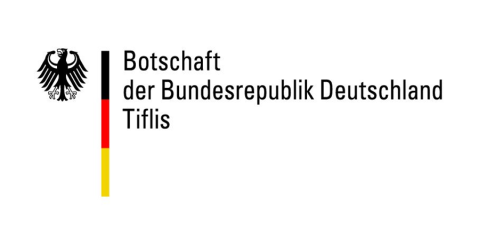 Botschaft
der Bundesrepublik Deutschland
Tiflis